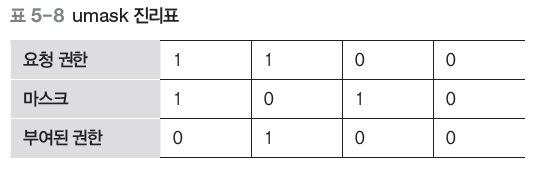 표 5-8 umask 진리표
요청 권한 1 1 0 0
마스크 1 0 1 0
부여된 권한 0 1 0 0